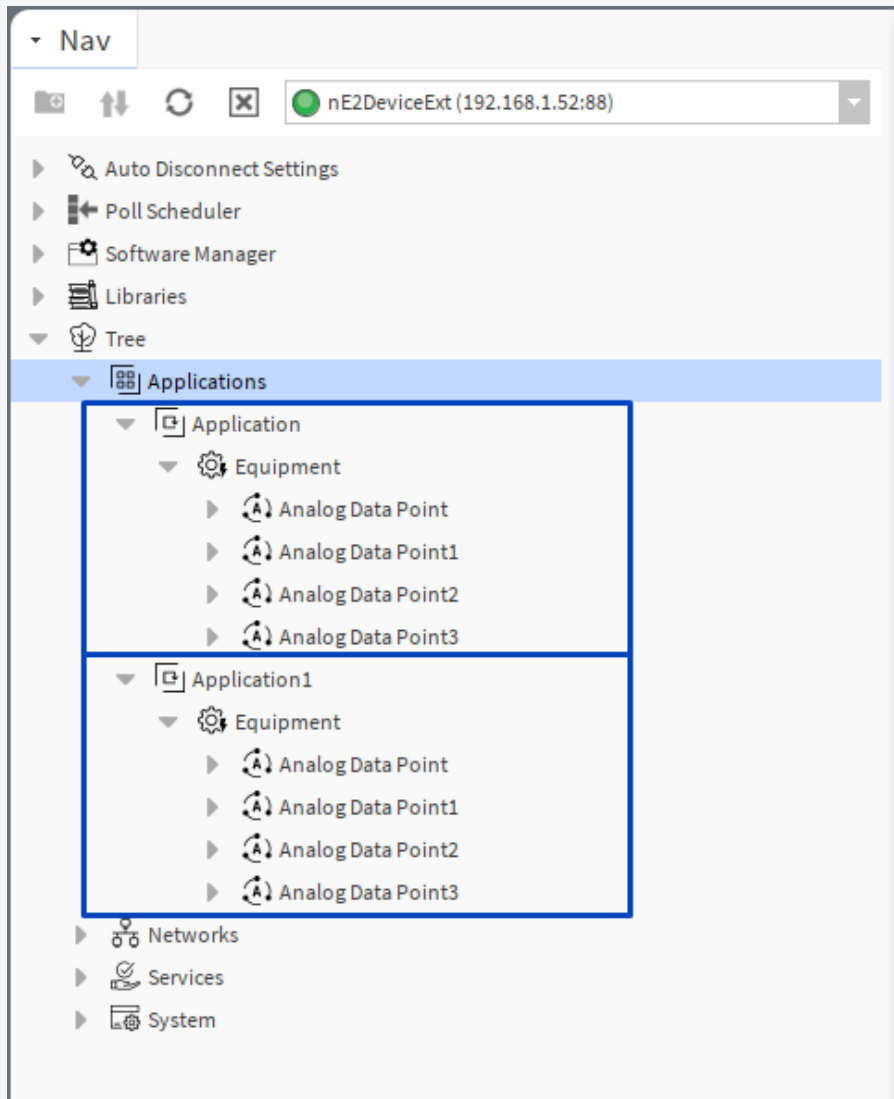 Nav
nE2DeviceExt (192.168.1.52:88)
Auto Disconnect Settings
Poll Scheduler
Software Manager
Libraries
Tree
Applications
Application
Equipment
Analog Data Point
Analog Data Point1
Analog Data Point2
Analog Data Point3
Application1
Equipment
Analog Data Point
Analog Data Point1
Analog Data Point2
Analog Data Point3
Networks
Services
System